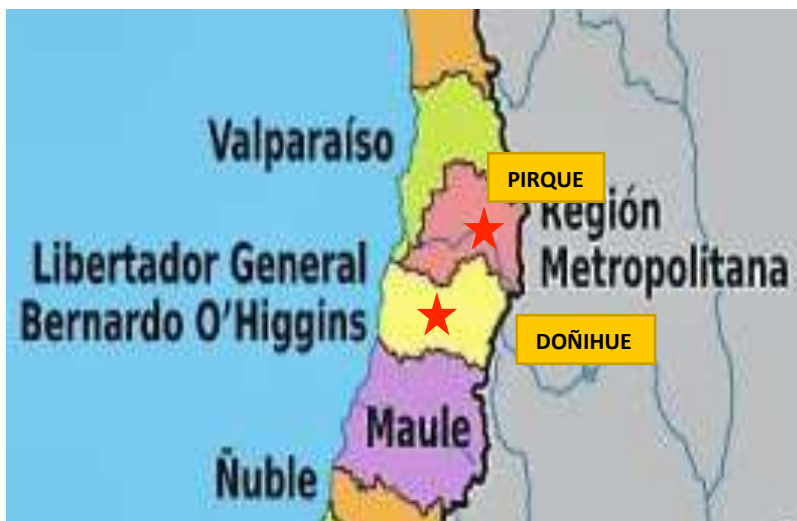 Valparaíso
PIRQUE
Región
Metropolitana
Libertador General
Bernardo O'Higgins
DOÑIHUE
Maule
Ñuble